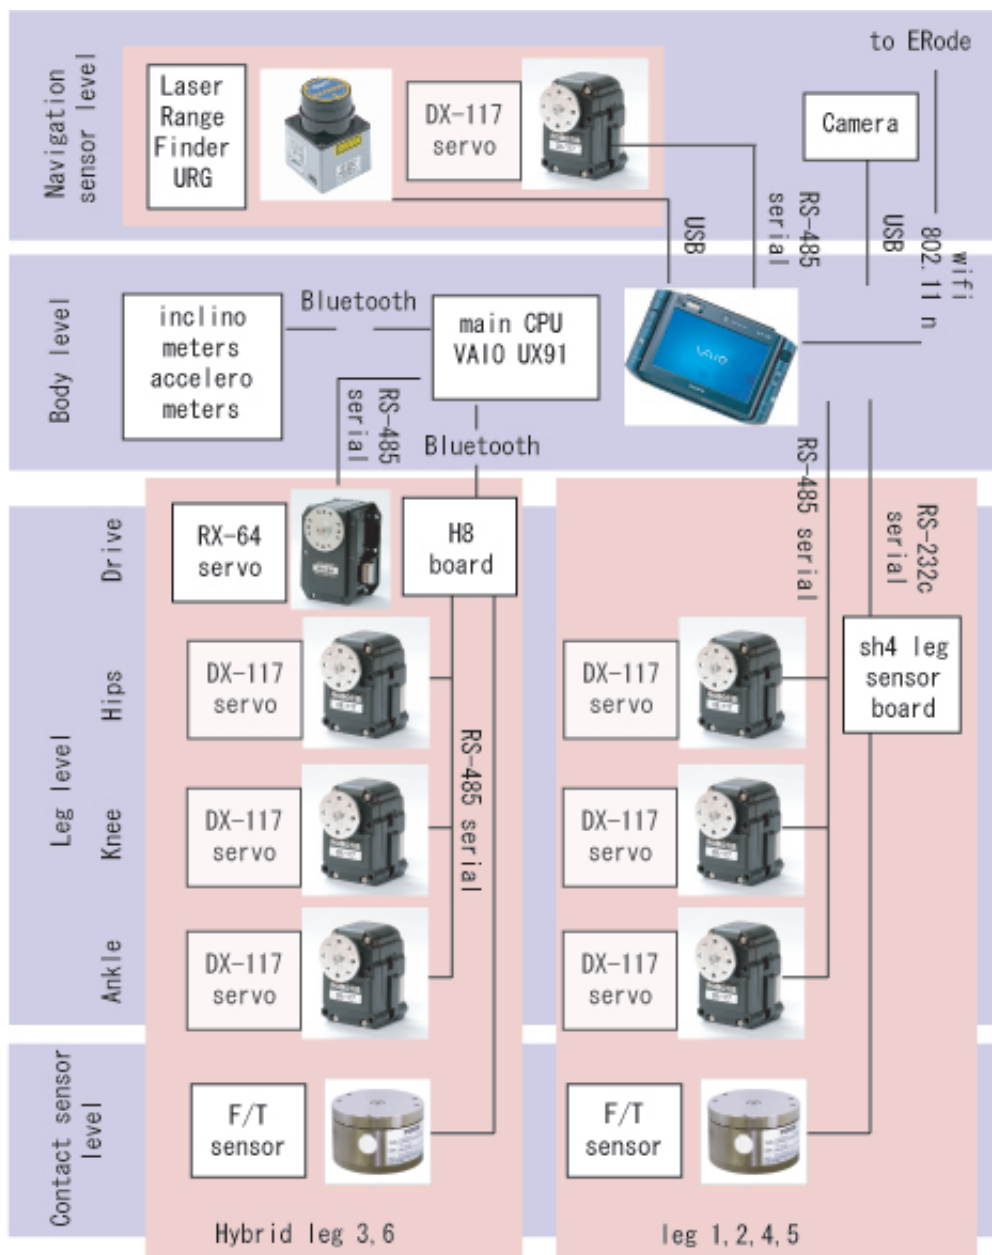 to ERode
Navigation
sensor level
Laser
Range
Finder
URG
DX-117
servo
Camera
USB
RS-485
serial
USB
wifi
802.11 n
Body level
inclino
meters
accelero
meters
Bluetooth
main CPU
VAIO UX91
VAIO
RS-485
serial
Bluetooth
RS-485 serial
RS-232c
serial
Leg level
Drive
RX-64
servo
H8
board
Hips
DX-117
servo
DX-117
servo
sh4 leg
sensor
board
RS-485 serial
Knee
DX-117
servo
DX-117
servo
Ankle
DX-117
servo
DX-117
servo
Contact sensor
level
F/T
sensor
F/T
sensor
Hybrid leg 3,6
leg 1,2,4,5